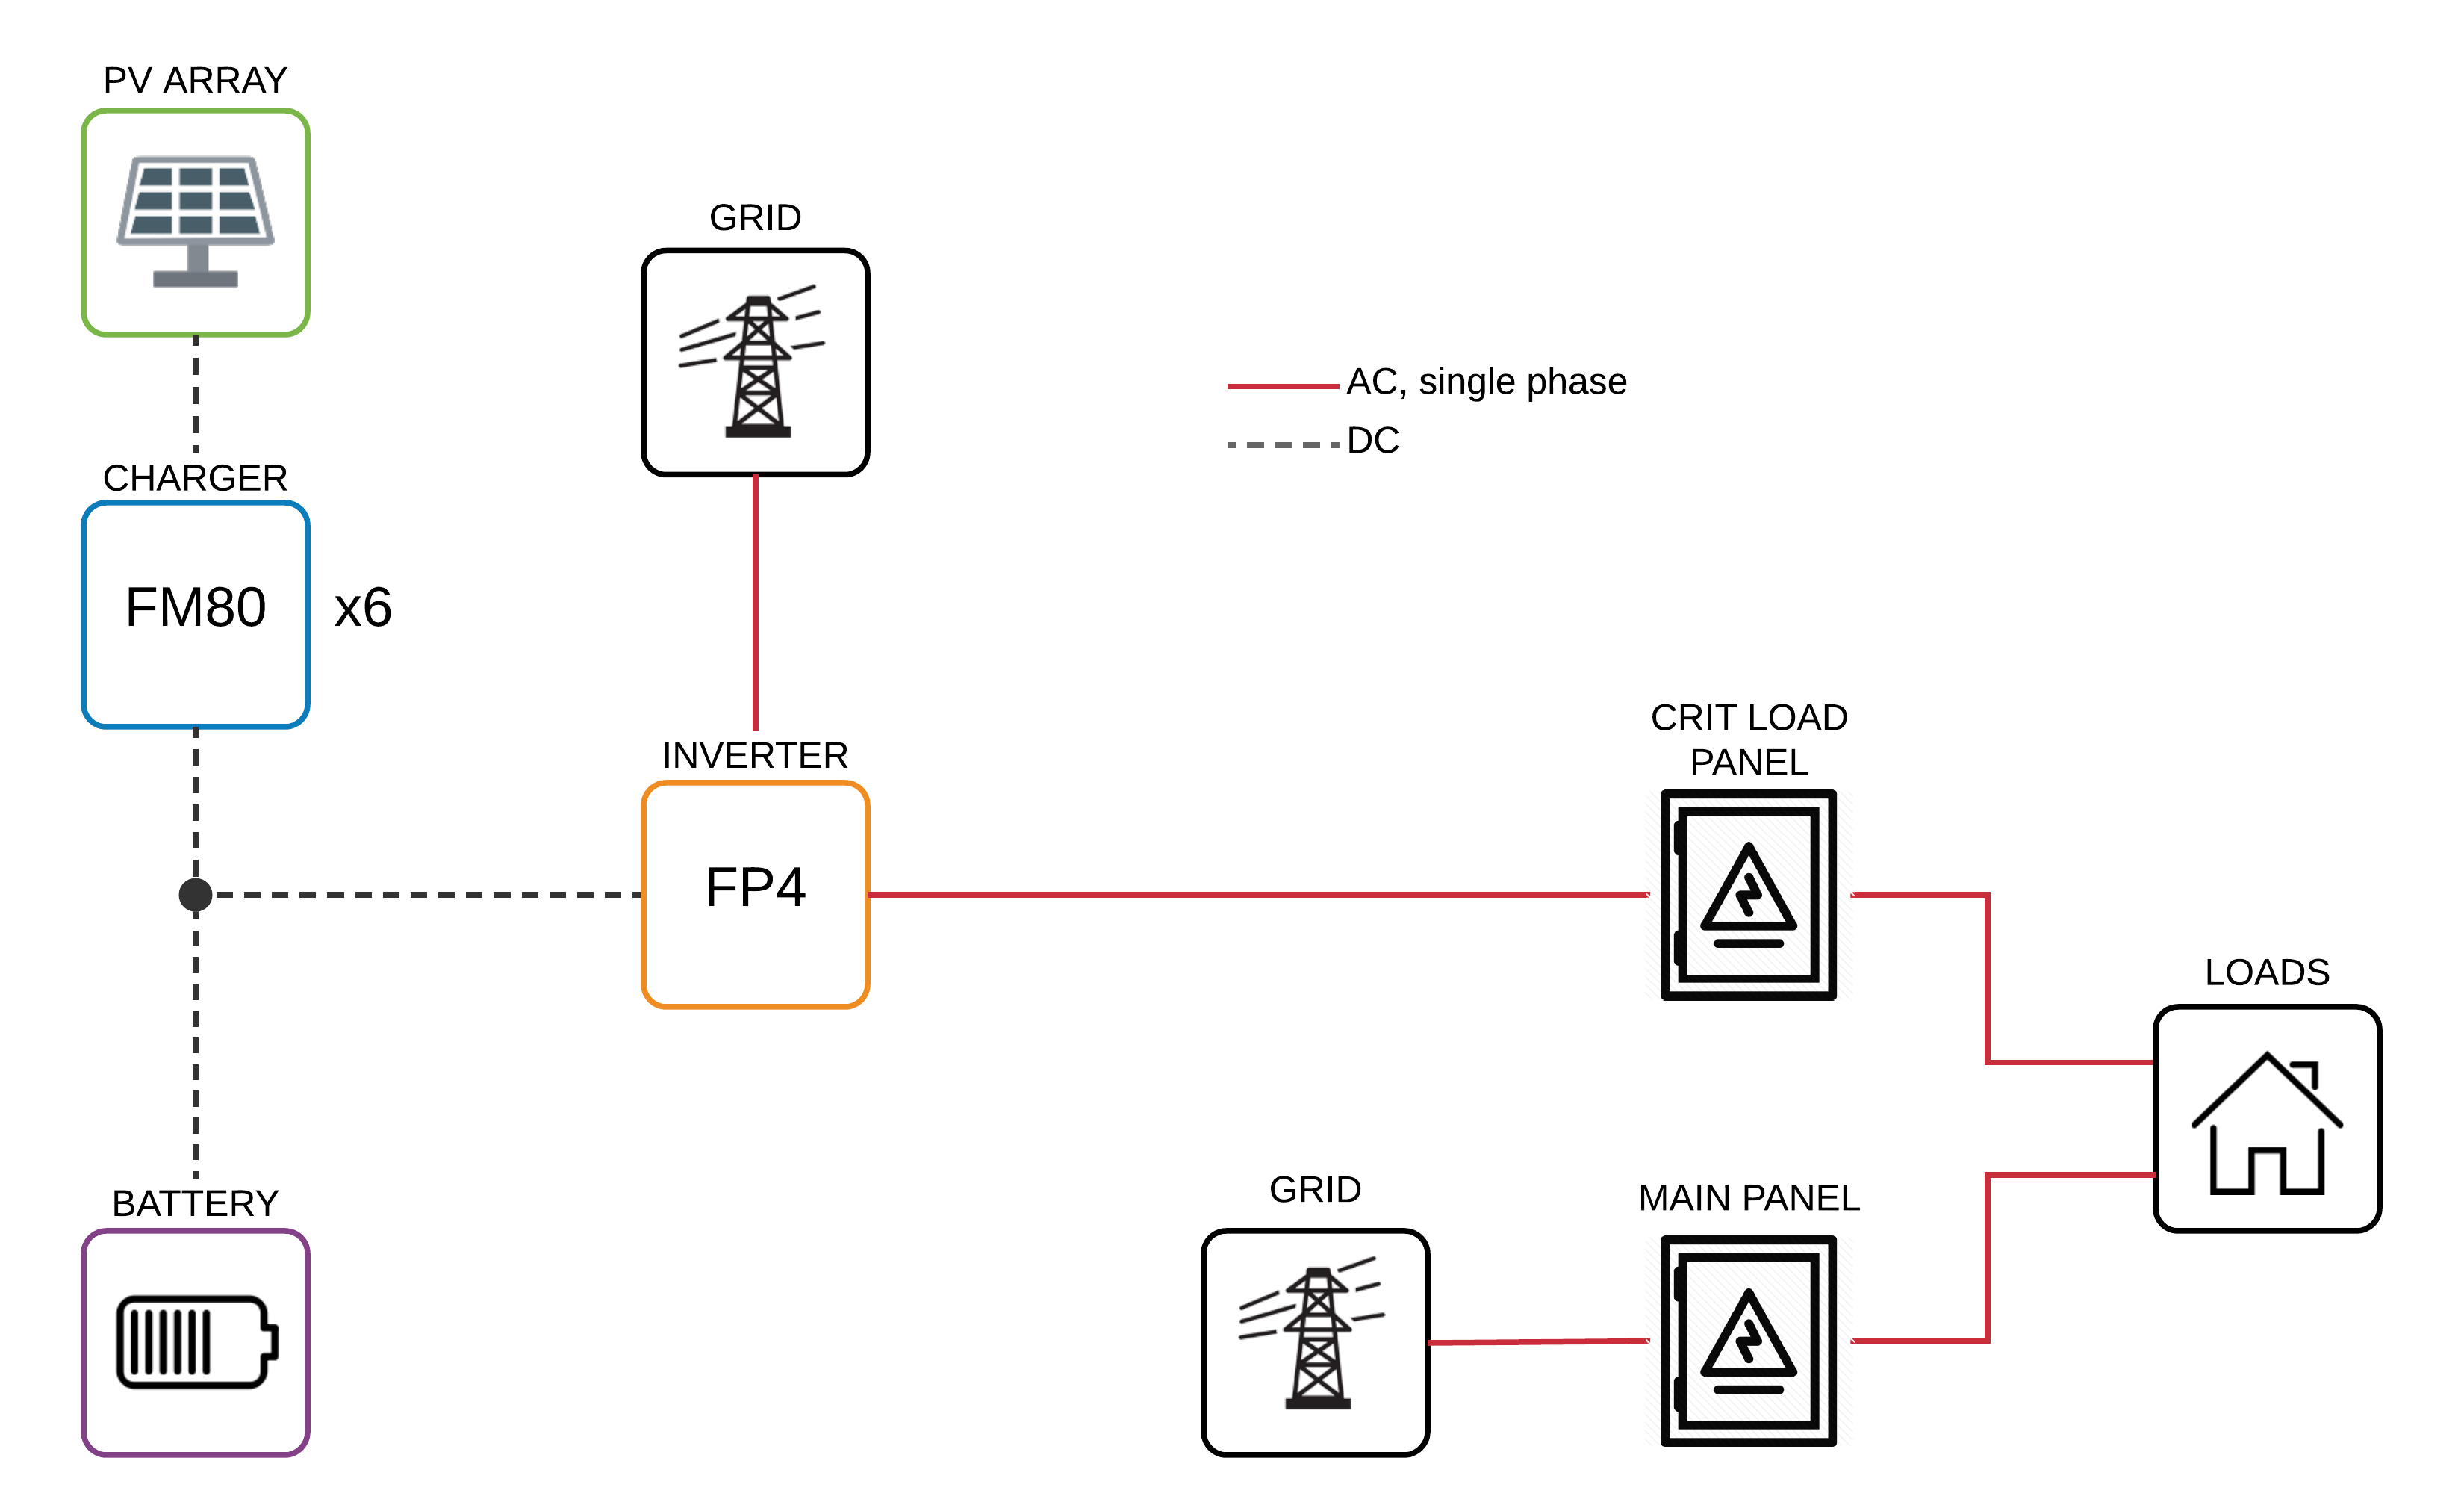 PV ARRAY
GRID
AC, single phase
DC
CHARGER
FM80
x6
CRIT LOAD
PANEL
INVERTER
FP4
LOADS
GRID
MAIN PANEL
BATTERY